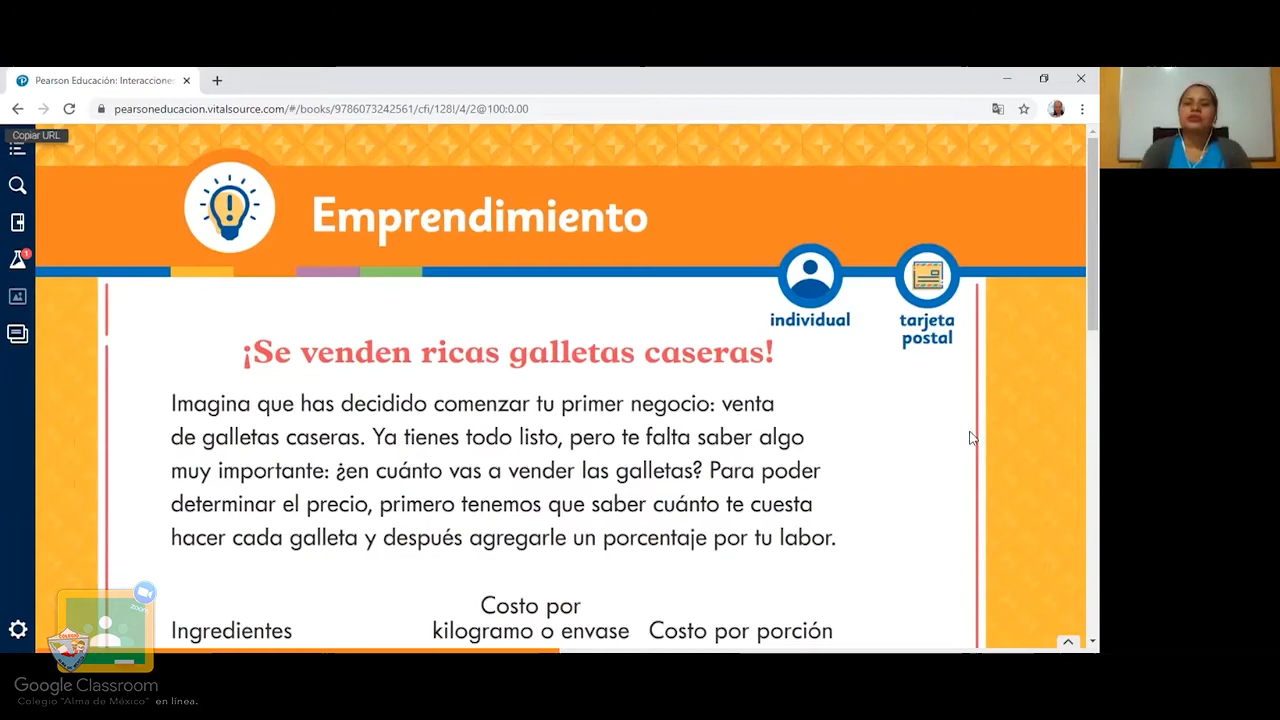 Pearson Educación: Interacciones
pearsoneducacion.vitalsource.com/#/books/9786073242561/cfi/128!/4/2@100:0.00
Copiar URL
1
Emprendimiento
individual
tarjeta
postal
¡Se venden ricas galletas caseras!
Imagina que has decidido comenzar tu primer negocio: venta
de galletas caseras. Ya tienes todo listo, pero te falta saber algo
muy importante: ¿en cuánto vas a vender las galletas? Para poder
determinar el precio, primero tenemos que saber cuánto te cuesta
hacer cada galleta y después agregarle un porcentaje por tu labor.
Costo por
Ingredientes kilogramo o envase Costo por porción
zoom
COLEGIO
Google Classroom
Colegio "Alma de México" en línea.